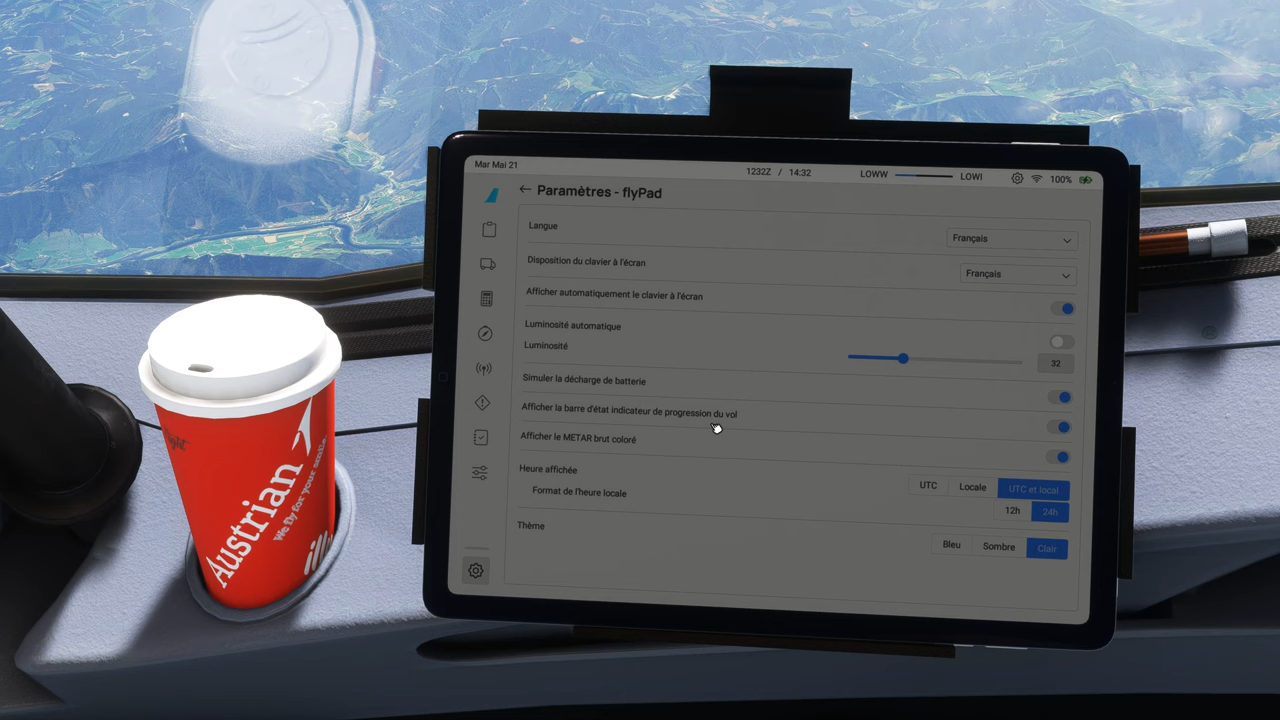 Mar Mai 21
1232Z / 14:32
LOWW LOWI
100%
Paramètres - flyPad
Langue
Français
Disposition du clavier à l'écran
Français
Afficher automatiquement le clavier à l'écran
Luminosité automatique
Luminosité
32
Simuler la décharge de batterie
Afficher la barre d'état indicateur de progression du vol
Afficher le METAR brut coloré
Heure affichée
UTC Locale UTC et local
Format de l'heure locale
12h 24h
Thème
Bleu Sombre Clair
Austrian
We fly for your smile.